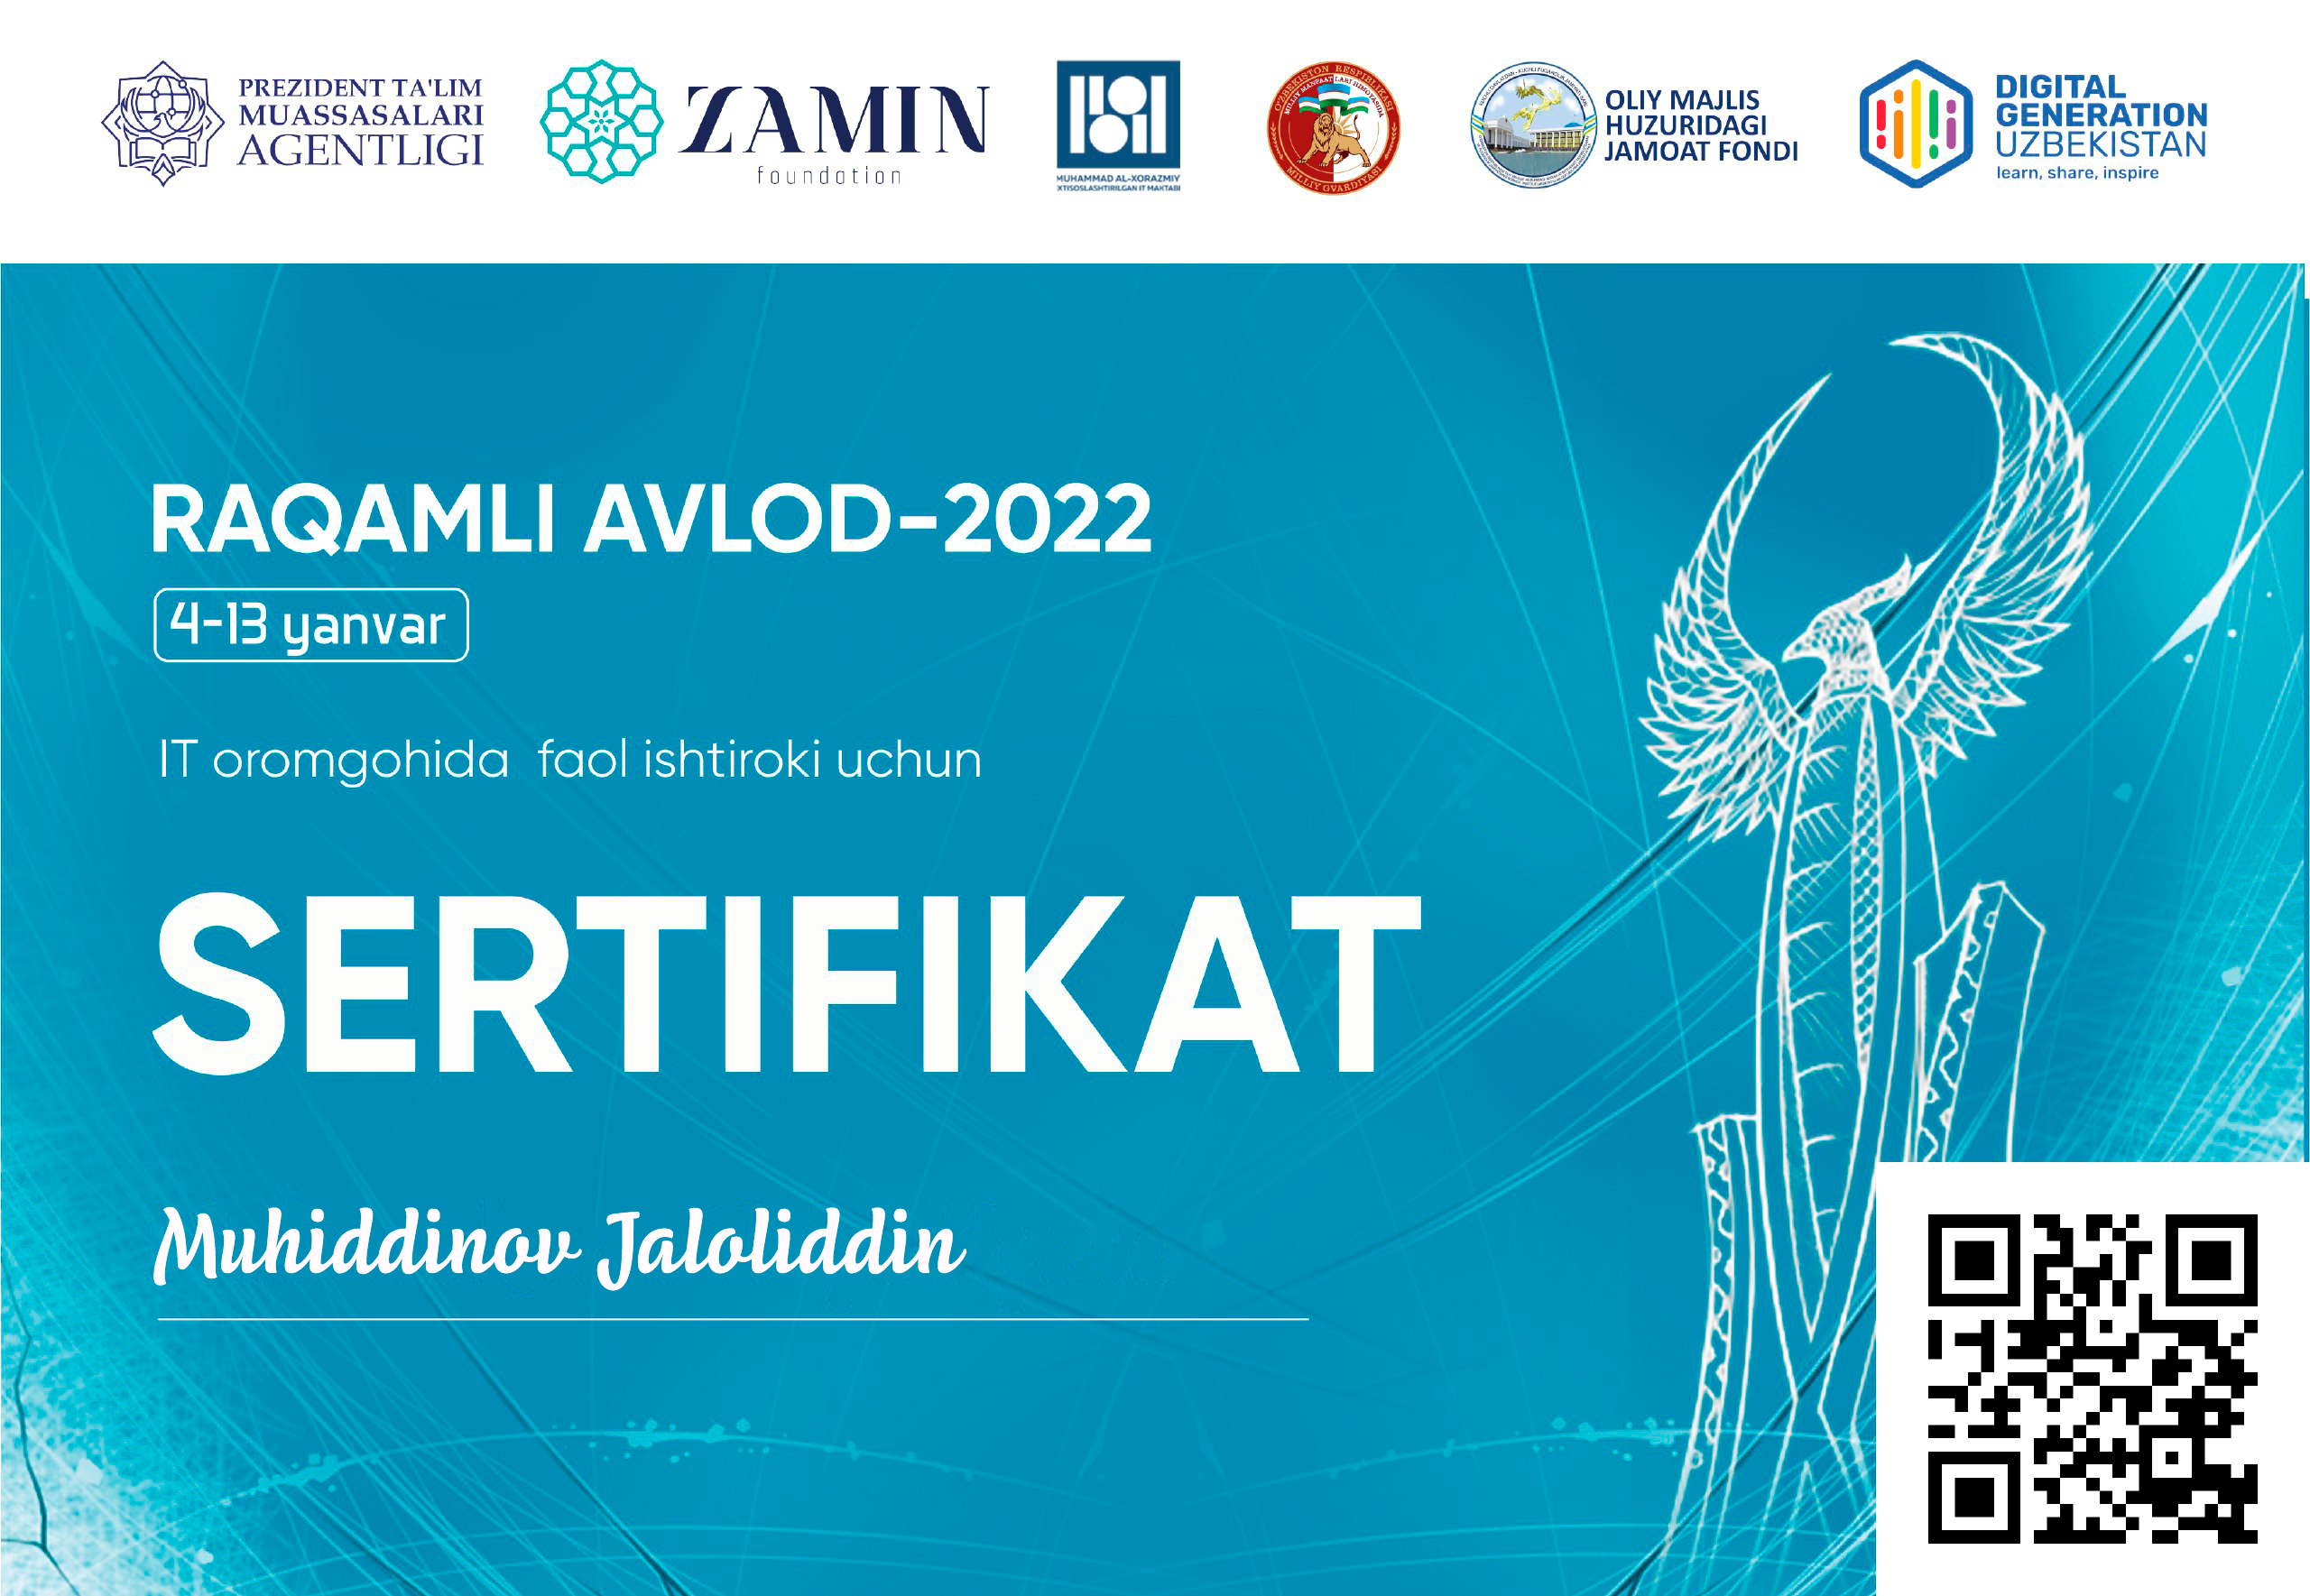 PREZIDENT TA'LIM
MUASSASALARI
AGENTLIGI
ZAMIN
foundation
MUHAMMAD AL-XORAZMIY
XTISOSLASHTIRILGAN IT MAKTABI
O'ZBEKISTON RESPUBLIKASI
MILLIY MANFAATLARI HIMOYASIDA
MILLIY GVARDIYASI
OLIY MAJLIS
HUZURIDAGI
JAMOAT FONDI
DIGITAL
GENERATION
UZBEKISTAN
learn, share, inspire
RAQAMLI AVLOD-2022
4-13 yanvar
IT oromgohida faol ishtiroki uchun
SERTIFIKAT
Muhiddinov Jaloliddin